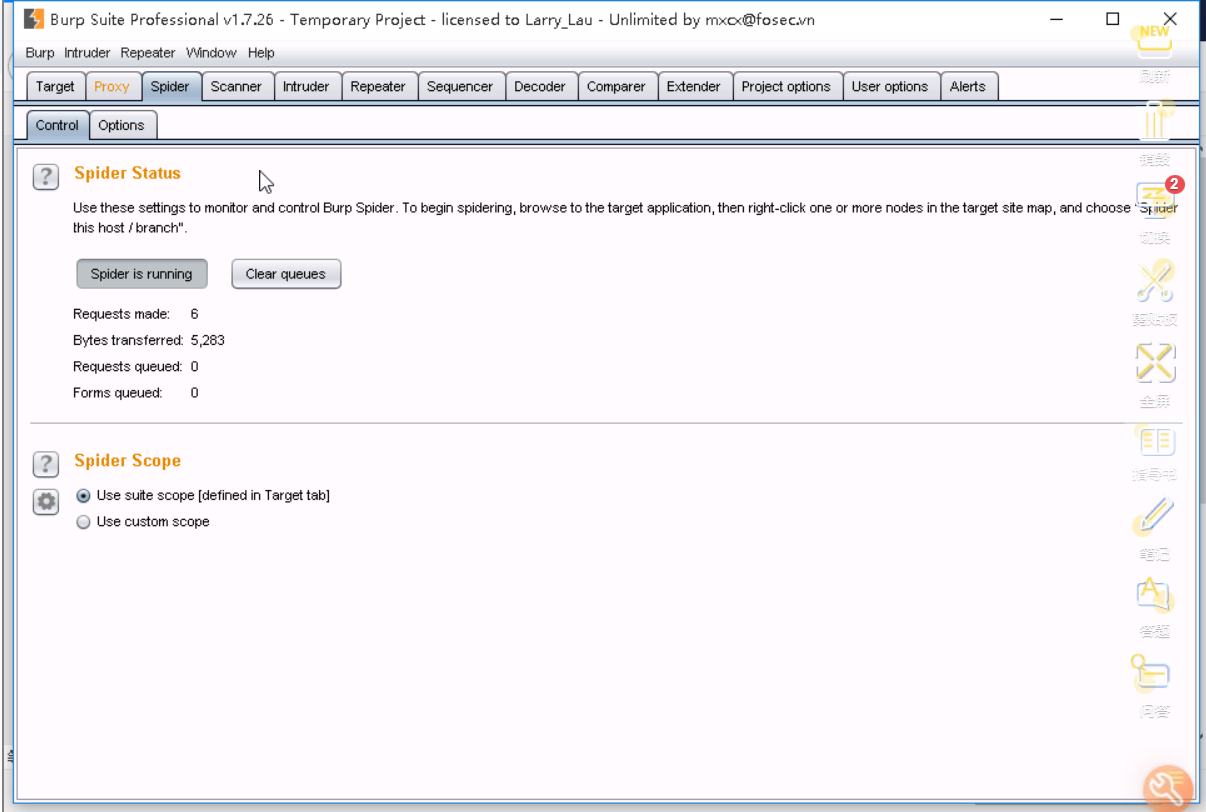 Burp Suite Professional v1.7.26 - Temporary Project - licensed to Larry_Lau - Unlimited by mxcx@fosec.vn
Burp Intruder Repeater Window Help
Target Proxy Spider Scanner Intruder Repeater Sequencer Decoder Comparer Extender Project options User options Alerts
Control Options
NEW
刷新
销毁
2
切换
剪贴板
全屏
指导书
笔记
答题
问答
? Spider Status
Use these settings to monitor and control Burp Spider. To begin spidering, browse to the target application, then right-click one or more nodes in the target site map, and choose "Spider
this host / branch".
Spider is running Clear queues
Requests made: 6
Bytes transferred: 5,283
Requests queued: 0
Forms queued: 0
? Spider Scope
Use suite scope [defined in Target tab]
Use custom scope